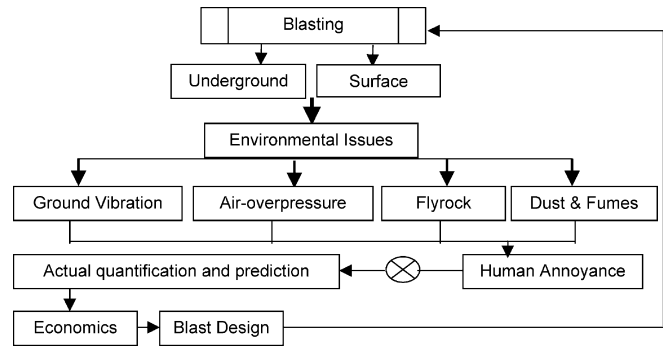 Blasting
Underground
Surface
Environmental Issues
Ground Vibration
Air-overpressure
Flyrock
Dust & Fumes
Actual quantification and prediction
Human Annoyance
Economics
Blast Design